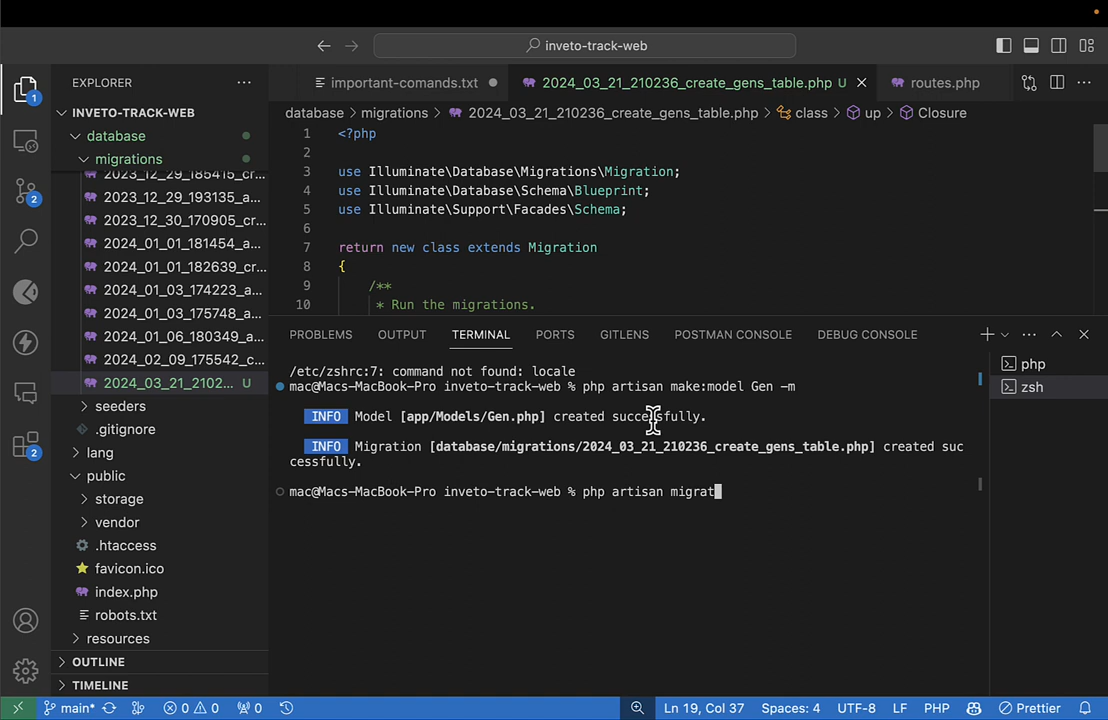 inveto-track-web
EXPLORER
important-comands.txt
2024_03_21_210236_create_gens_table.php U
routes.php
INVETO-TRACK-WEB
database
migrations
2023_12_29_185415_cr...
2023_12_29_193135_a...
2023_12_30_170905_cr...
2024_01_01_181454_a...
2024_01_01_182639_cr...
2024_01_03_174223_a...
2024_01_03_175748_a...
2024_01_06_180349_a...
2024_02_09_175542_c...
2024_03_21_2102... U
seeders
.gitignore
lang
public
storage
vendor
.htaccess
favicon.ico
index.php
robots.txt
resources
OUTLINE
TIMELINE
database > migrations > 2024_03_21_210236_create_gens_table.php > class > up > Closure
1 <?php
2
3 use Illuminate\Database\Migrations\Migration;
4 use Illuminate\Database\Schema\Blueprint;
5 use Illuminate\Support\Facades\Schema;
6
7 return new class extends Migration
8 {
9 /**
10 * Run the migrations.
PROBLEMS OUTPUT TERMINAL PORTS GITLENS POSTMAN CONSOLE DEBUG CONSOLE
/etc/zshrc:7: command not found: locale
mac@Macs-MacBook-Pro inveto-track-web % php artisan make:model Gen -m
INFO Model [app/Models/Gen.php] created successfully.
INFO Migration [database/migrations/2024_03_21_210236_create_gens_table.php] created suc
cessfully.
mac@Macs-MacBook-Pro inveto-track-web % php artisan migrat
php
zsh
1
2
2
main* 0 0 0 Ln 19, Col 37 Spaces: 4 UTF-8 LF PHP Prettier